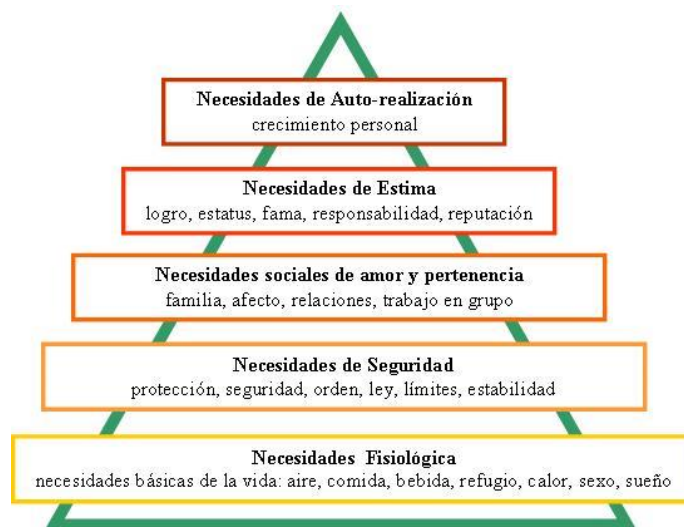 Necesidades de Auto-realización
crecimiento personal
Necesidades de Estima
logro, estatus, fama, responsabilidad, reputación
Necesidades sociales de amor y pertenencia
familia, afecto, relaciones, trabajo en grupo
Necesidades de Seguridad
protección, seguridad, orden, ley, límites, estabilidad
Necesidades Fisiológica
necesidades básicas de la vida: aire, comida, bebida, refugio, calor, sexo, sueño